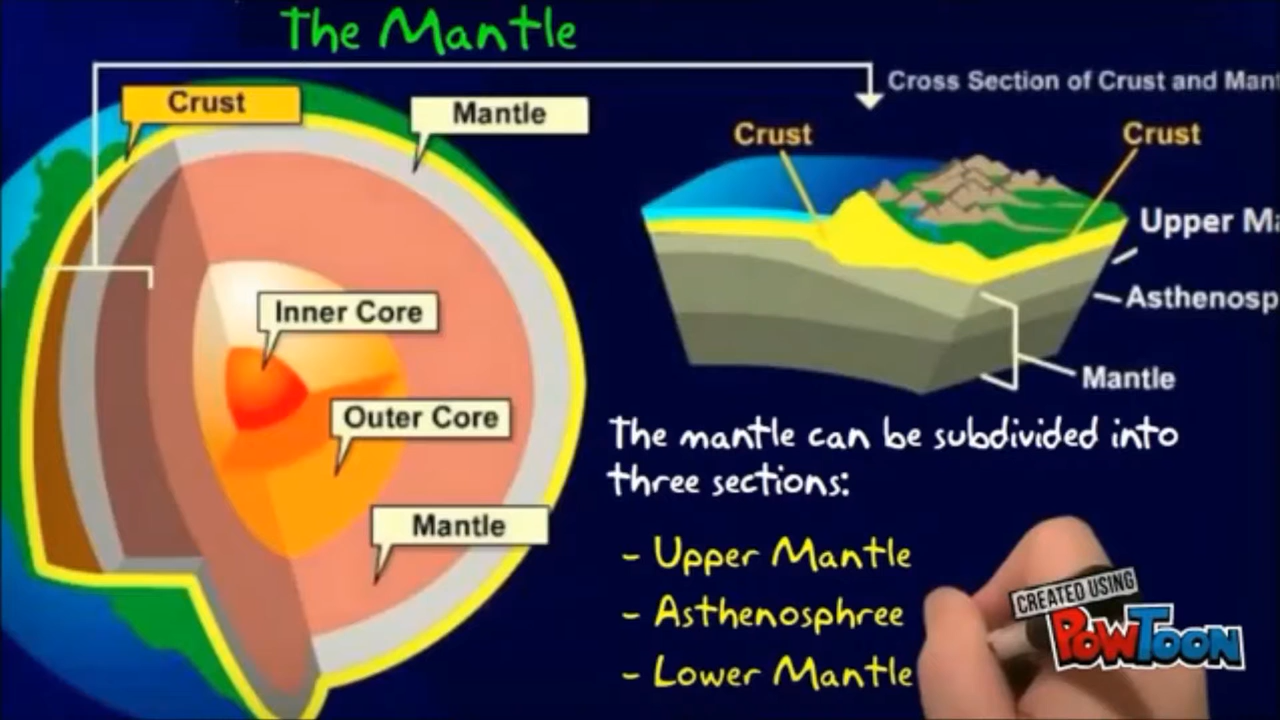 The Mantle
Cross Section of Crust and Mant
Crust
Mantle
Crust
Crust
Upper Ma
Asthenosp
Inner Core
Mantle
Outer Core
The mantle can be subdivided into
three sections:
Mantle
- Upper Mantle
- Asthenosphree
- Lower Mantle
CREATED USING
POWTOON